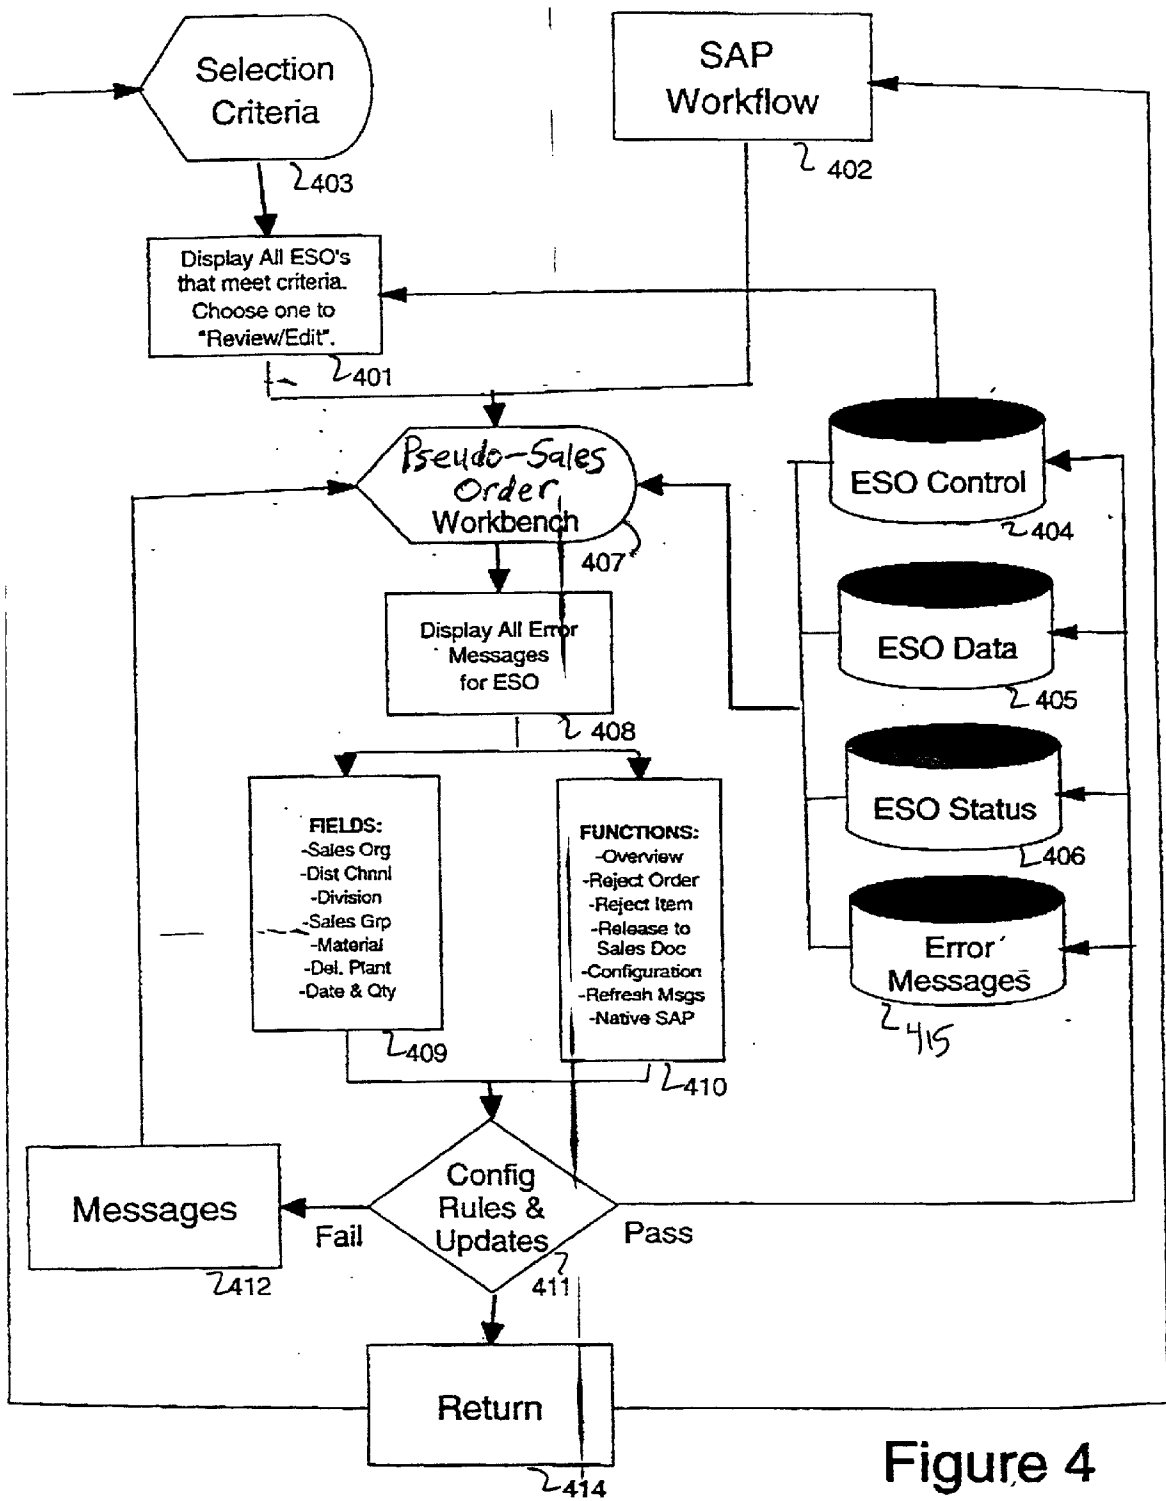 Selection
Criteria
403
SAP
Workflow
402
Display All ESO's
that meet criteria.
Choose one to
"Review/Edit".
401
Pseudo-Sales
Order
Workbench
407
ESO Control
404
ESO Data
405
ESO Status
406
Error
Messages
415
Display All Error
Messages
for ESO
408
FIELDS:
-Sales Org
-Dist Chnnl
-Division
-Sales Grp
-Material
-Del. Plant
-Date & Qty
409
FUNCTIONS:
-Overview
-Reject Order
-Reject Item
-Release to
Sales Doc
-Configuration
-Refresh Msgs
-Native SAP
410
Config
Rules &
Updates
411
Fail
Pass
Messages
412
Return
414
Figure 4